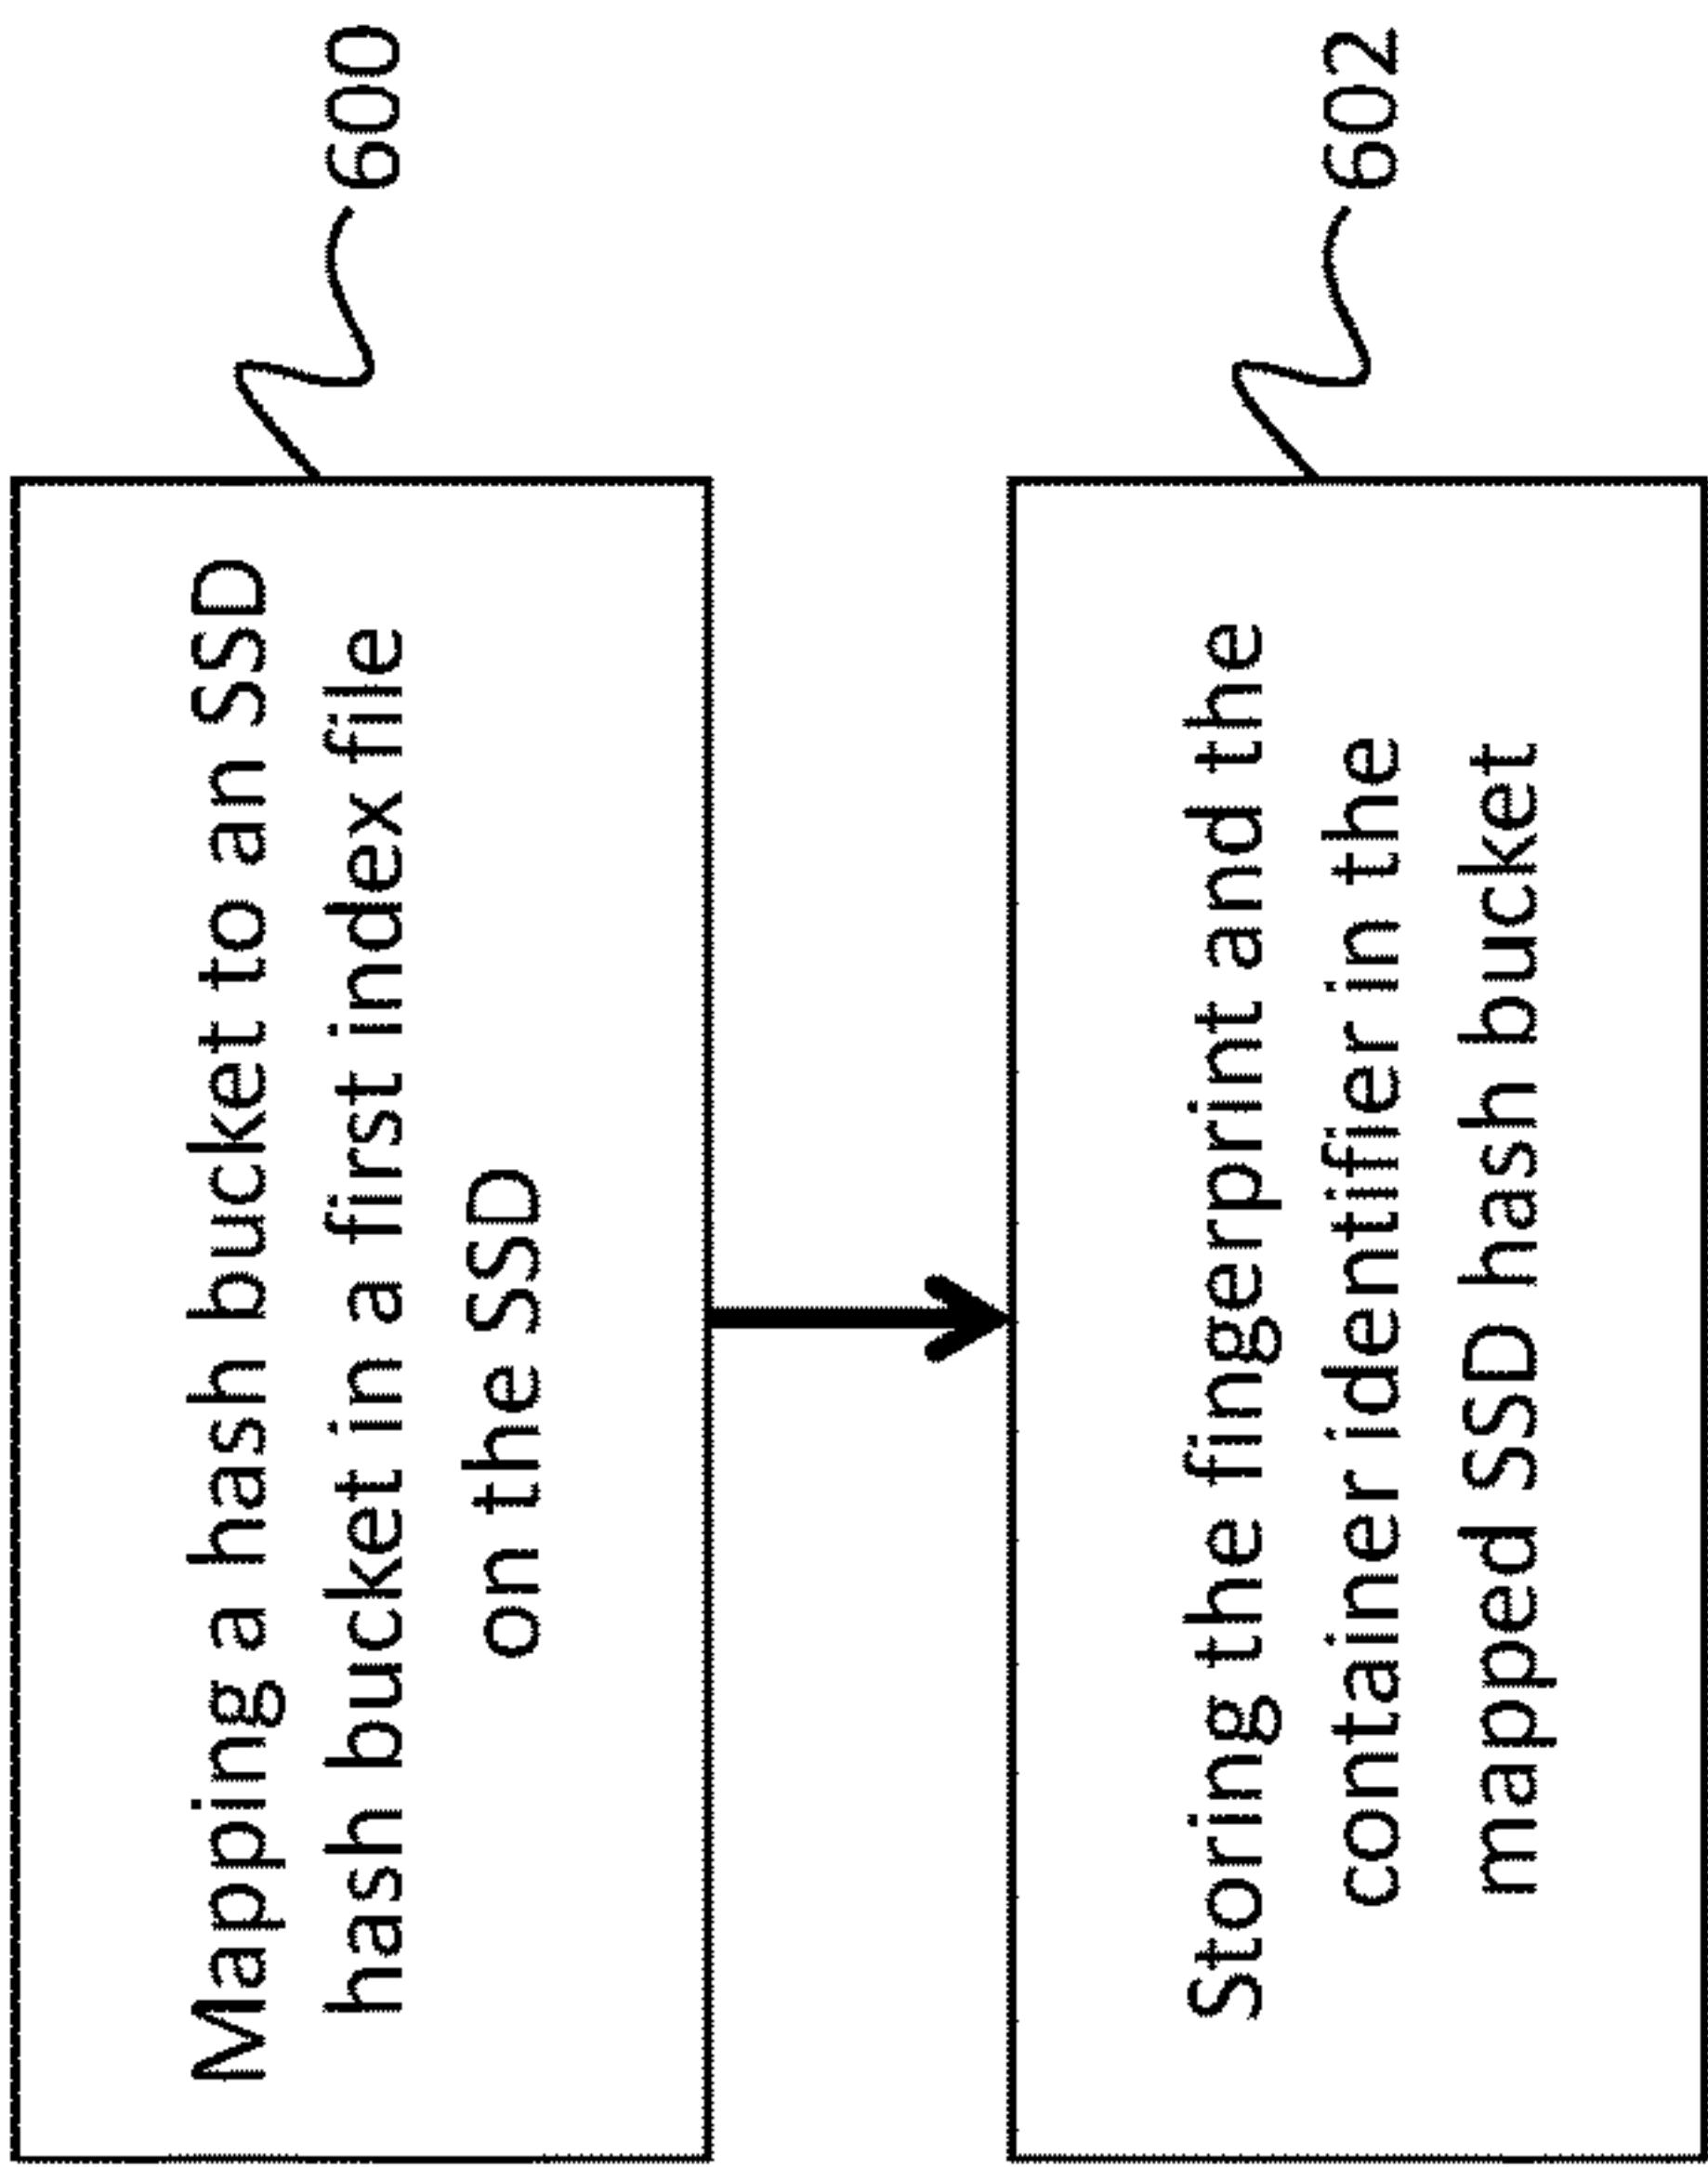 Mapping a hash bucket to an SSD
hash bucket in a first index file
on the SSD
600
Storing the fingerprint and the
container identifier in the
mapped SSD hash bucket
602